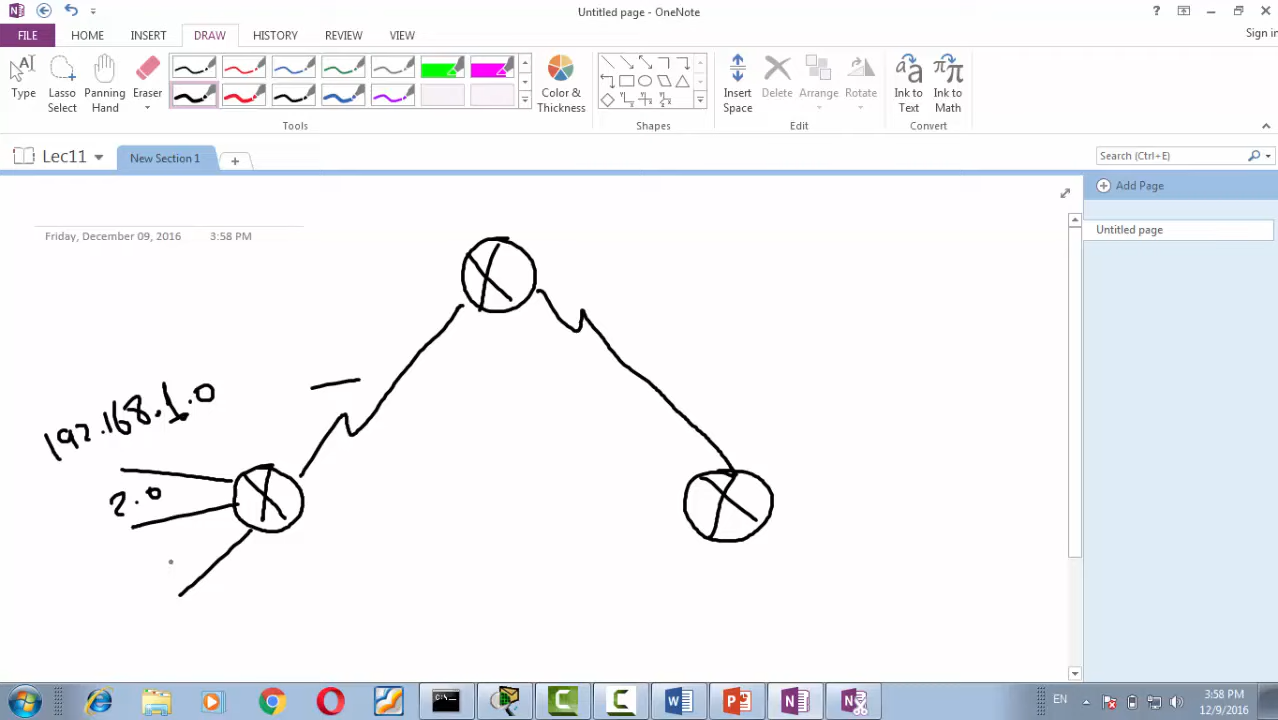 Untitled page - OneNote
?
Sign in
FILE HOME INSERT DRAW HISTORY REVIEW VIEW
Type
Lasso Select
Panning Hand
Eraser
Color & Thickness
Insert Space
Delete
Arrange
Rotate
Ink to Text
Ink to Math
Tools
Shapes
Edit
Convert
Lec11
New Section 1
Search (Ctrl+E)
Add Page
Untitled page
Friday, December 09, 2016 3:58 PM
192.168.1.0
2.0
EN
3:58 PM
12/9/2016